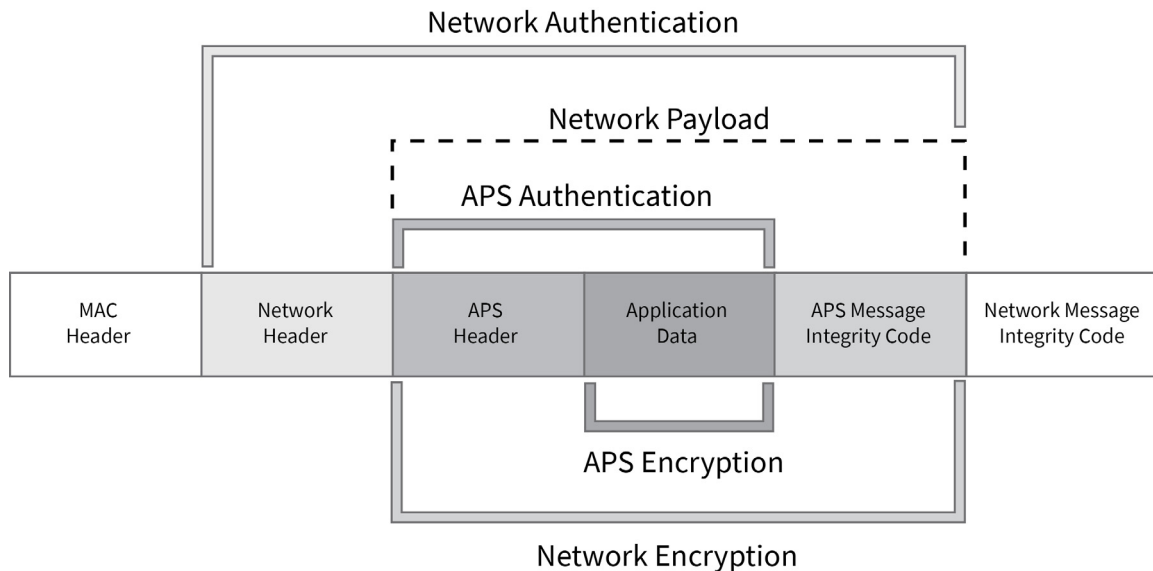 Network Authentication
Network Payload
APS Authentication
MAC
Header
Network
Header
APS
Header
Application
Data
APS Message
Integrity Code
Network Message
Integrity Code
APS Encryption
Network Encryption